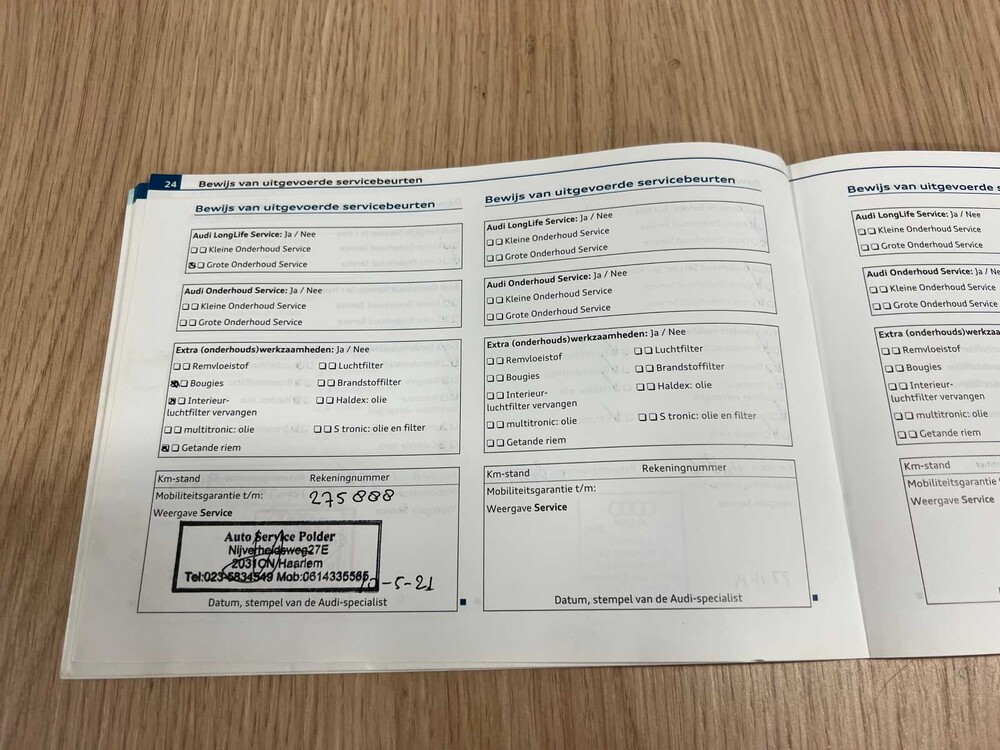 24 Bewijs van uitgevoerde servicebeurten
Bewijs van uitgevoerde servicebeurten
Audi LongLife Service: Ja / Nee
Kleine Onderhoud Service
Grote Onderhoud Service
Audi Onderhoud Service: Ja / Nee
Kleine Onderhoud Service
Grote Onderhoud Service
Extra (onderhouds)werkzaamheden: Ja / Nee
Remvloeistof Luchtfilter
Bougies Brandstoffilter
Interieur- Haldex: olie
luchtfilter vervangen
multitronic: olie S tronic: olie en filter
Getande riem
Km-stand Rekeningnummer
Mobiliteitsgarantie t/m: 275888
Weergave Service
Auto Service Polder
Nijverheidsweg27E
2031CN Haarlem
Tel:023-5834549 Mob:0614335565
-5-21
Datum, stempel van de Audi-specialist
Bewijs van uitgevoerde servicebeurten
Audi LongLife Service: Ja / Nee
Kleine Onderhoud Service
Grote Onderhoud Service
Audi Onderhoud Service: Ja / Nee
Kleine Onderhoud Service
Grote Onderhoud Service
Extra (onderhouds)werkzaamheden: Ja / Nee
Remvloeistof Luchtfilter
Bougies Brandstoffilter
Interieur- Haldex: olie
luchtfilter vervangen
multitronic: olie S tronic: olie en filter
Getande riem
Km-stand Rekeningnummer
Mobiliteitsgarantie t/m:
Weergave Service
Datum, stempel van de Audi-specialist
Bewijs van uitgevoerde s
Audi LongLife Service: Ja / Nee
Kleine Onderhoud Service
Grote Onderhoud Service
Audi Onderhoud Service: Ja / N
Kleine Onderhoud Service
Grote Onderhoud Service
Extra (onderhouds)werkzaa
Remvloeistof
Bougies
Interieur-
luchtfilter vervangen
multitronic: olie
Getande riem
Km-stand
Mobiliteitsgarantie
Weergave Service